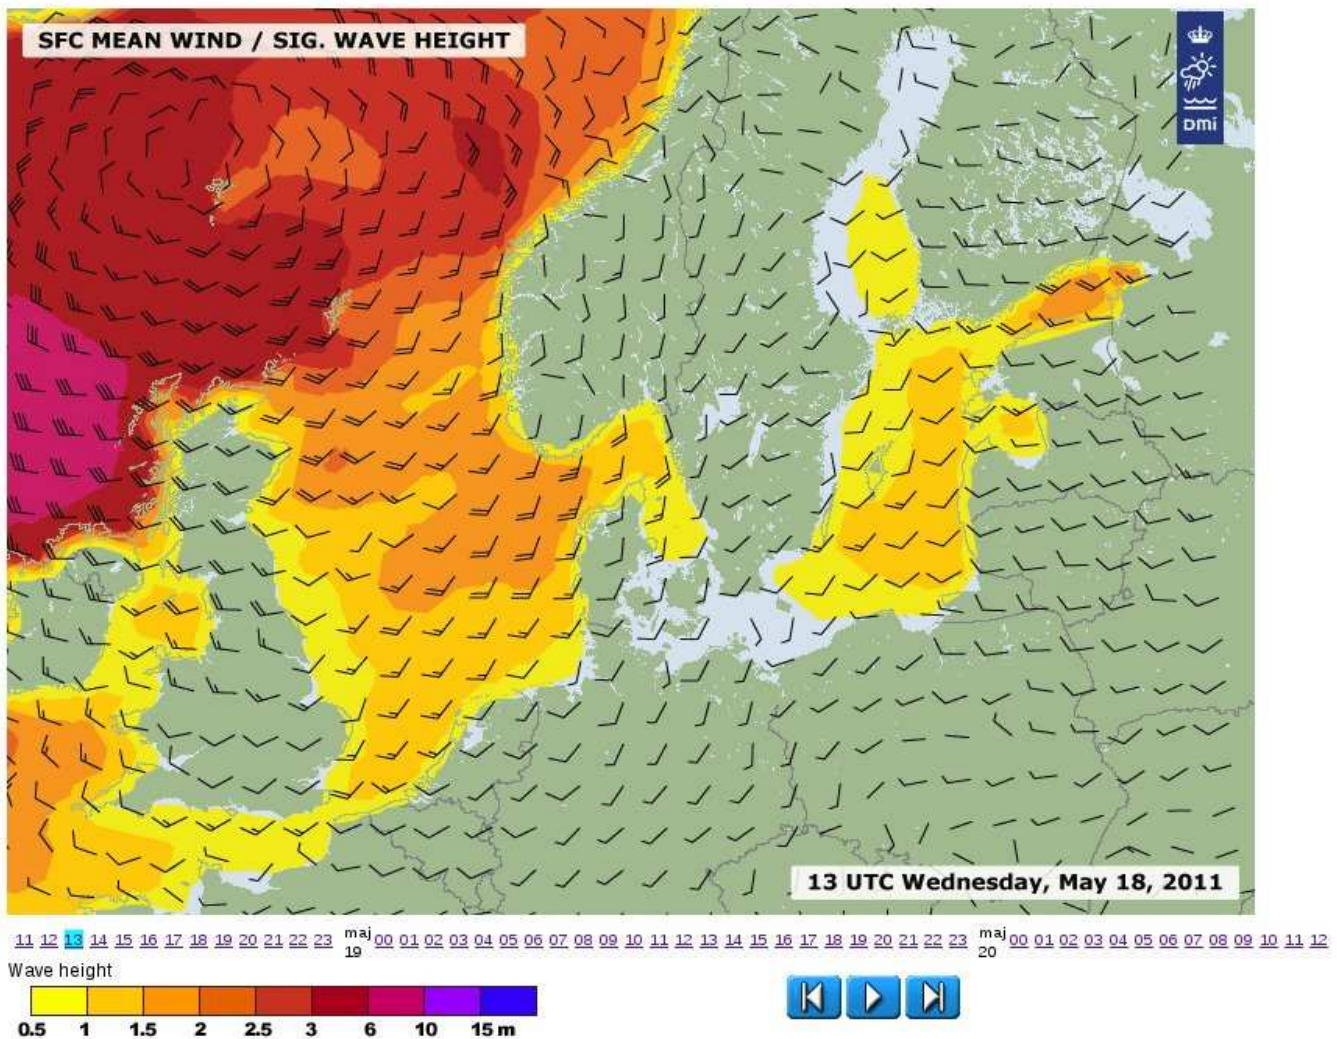 SFC MEAN WIND / SIG. WAVE HEIGHT
DMi
13 UTC Wednesday, May 18, 2011
11 12 13 14 15 16 17 18 19 20 21 22 23 maj 19 00 01 02 03 04 05 06 07 08 09 10 11 12 13 14 15 16 17 18 19 20 21 22 23 maj 20 00 01 02 03 04 05 06 07 08 09 10 11 12
Wave height
0.5 1 1.5 2 2.5 3 6 10 15 m